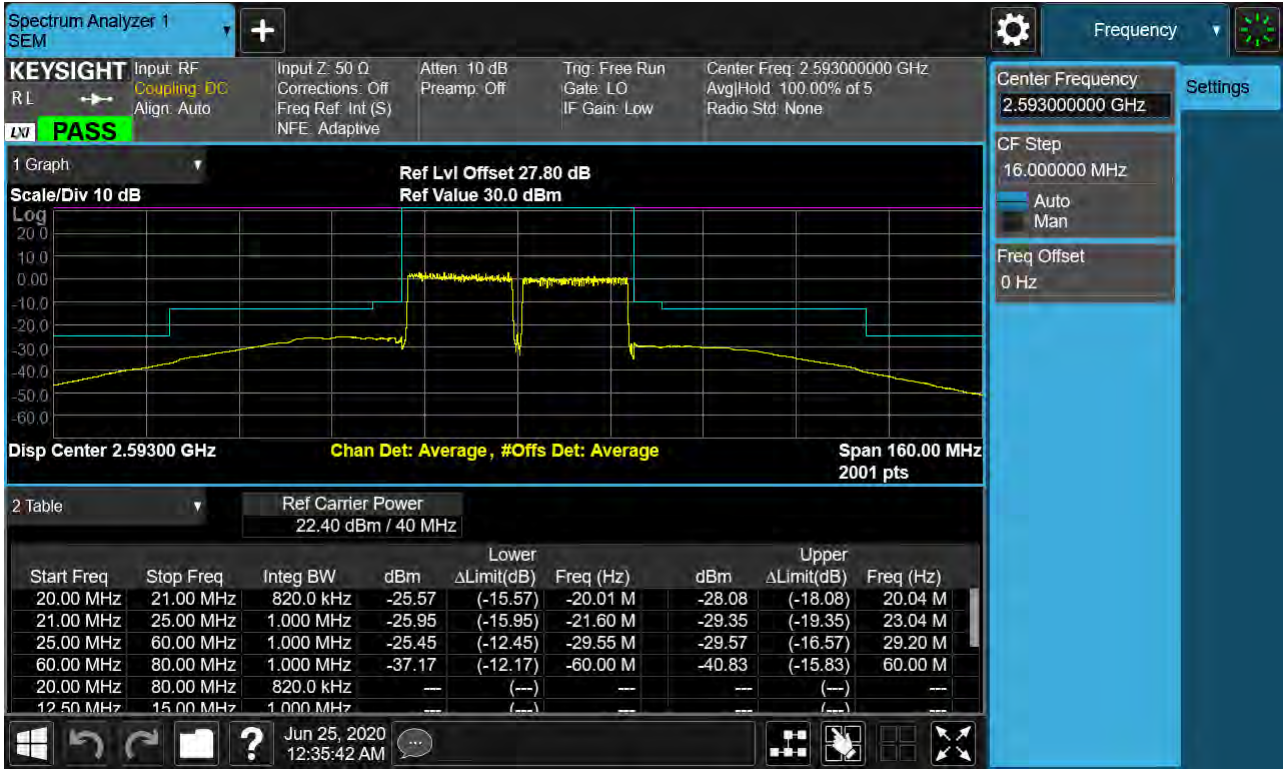 Spectrum Analyzer 1
SEM
Frequency
KEYSIGHT
RL
LXI
PASS
Input: RF
Coupling: DC
Align: Auto
Input Z: 50 Ω
Corrections: Off
Freq Ref: Int (S)
NFE: Adaptive
Atten: 10 dB
Preamp: Off
Trig: Free Run
Gate: LO
IF Gain: Low
Center Freq: 2.593000000 GHz
Avg|Hold: 100.00% of 5
Radio Std: None
Center Frequency
2.593000000 GHz
Settings
CF Step
16.000000 MHz
Auto
Man
Freq Offset
0 Hz
1 Graph
Scale/Div 10 dB
Ref Lvl Offset 27.80 dB
Ref Value 30.0 dBm
Log
20.0
10.0
0.00
-10.0
-20.0
-30.0
-40.0
-50.0
-60.0
Disp Center 2.59300 GHz
Chan Det: Average, #Offs Det: Average
Span 160.00 MHz
2001 pts
2 Table
Ref Carrier Power
22.40 dBm / 40 MHz
Lower Upper
Start Freq Stop Freq Integ BW dBm ΔLimit(dB) Freq (Hz) dBm ΔLimit(dB) Freq (Hz)
20.00 MHz 21.00 MHz 820.0 kHz -25.57 (-15.57) -20.01 M -28.08 (-18.08) 20.04 M
21.00 MHz 25.00 MHz 1.000 MHz -25.95 (-15.95) -21.60 M -29.35 (-19.35) 23.04 M
25.00 MHz 60.00 MHz 1.000 MHz -25.45 (-12.45) -29.55 M -29.57 (-16.57) 29.20 M
60.00 MHz 80.00 MHz 1.000 MHz -37.17 (-12.17) -60.00 M -40.83 (-15.83) 60.00 M
20.00 MHz 80.00 MHz 820.0 kHz --- (---) --- --- (---) ---
12.50 MHz 15.00 MHz 1.000 MHz --- (---) --- --- (---) ---
?
Jun 25, 2020
12:35:42 AM